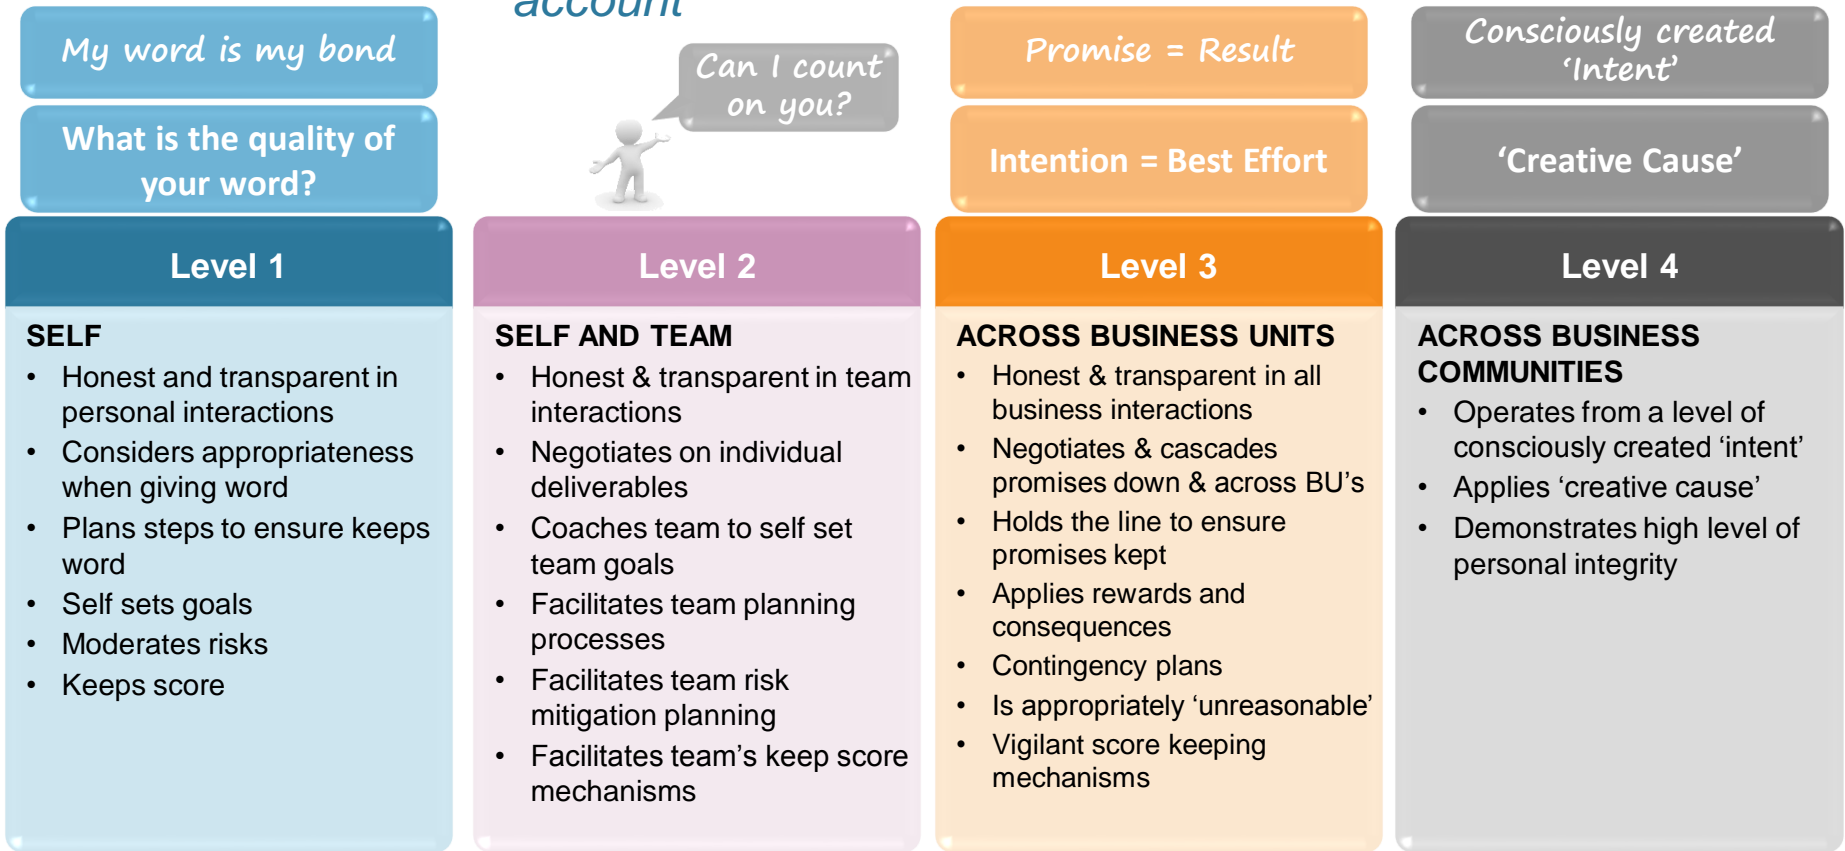 account
My word is my bond
What is the quality of
your word?
Can I count
on you?
Promise = Result
Intention = Best Effort
Consciously created
‘Intent’
‘Creative Cause’
Level 1
SELF
• Honest and transparent in
personal interactions
• Considers appropriateness
when giving word
• Plans steps to ensure keeps
word
• Self sets goals
• Moderates risks
• Keeps score
Level 2
SELF AND TEAM
• Honest & transparent in team
interactions
• Negotiates on individual
deliverables
• Coaches team to self set
team goals
• Facilitates team planning
processes
• Facilitates team risk
mitigation planning
• Facilitates team’s keep score
mechanisms
Level 3
ACROSS BUSINESS UNITS
• Honest & transparent in all
business interactions
• Negotiates & cascades
promises down & across BU’s
• Holds the line to ensure
promises kept
• Applies rewards and
consequences
• Contingency plans
• Is appropriately ‘unreasonable’
• Vigilant score keeping
mechanisms
Level 4
ACROSS BUSINESS
COMMUNITIES
• Operates from a level of
consciously created ‘intent’
• Applies ‘creative cause’
• Demonstrates high level of
personal integrity